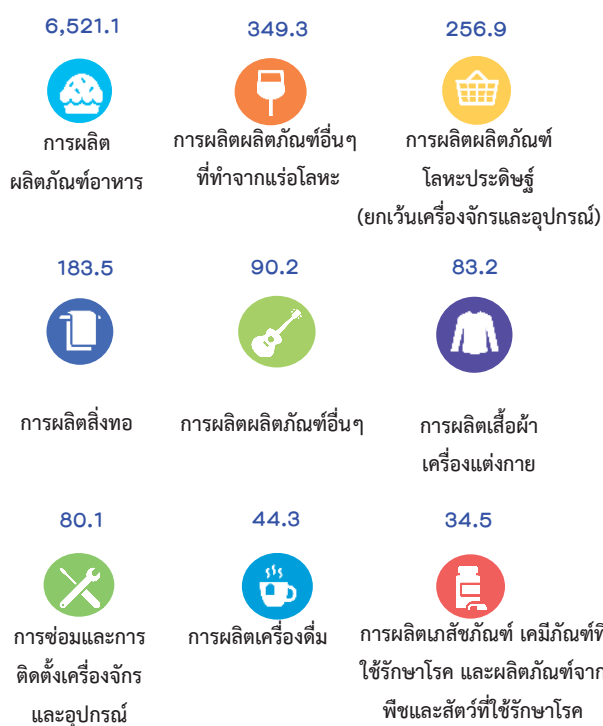 6,521.1
การผลิต
ผลิตภัณฑ์อาหาร
349.3
การผลิตผลิตภัณฑ์อื่นๆ
ที่ทำจากแร่อโลหะ
256.9
การผลิตผลิตภัณฑ์
โลหะประดิษฐ์
(ยกเว้นเครื่องจักรและอุปกรณ์)
183.5
การผลิตสิ่งทอ
90.2
การผลิตผลิตภัณฑ์อื่นๆ
83.2
การผลิตเสื้อผ้า
เครื่องแต่งกาย
80.1
การซ่อมและการ
ติดตั้งเครื่องจักร
และอุปกรณ์
44.3
การผลิตเครื่องดื่ม
34.5
การผลิตเภสัชภัณฑ์ เคมีภัณฑ์ที่
ใช้รักษาโรค และผลิตภัณฑ์จาก
พืชและสัตว์ที่ใช้รักษาโรค